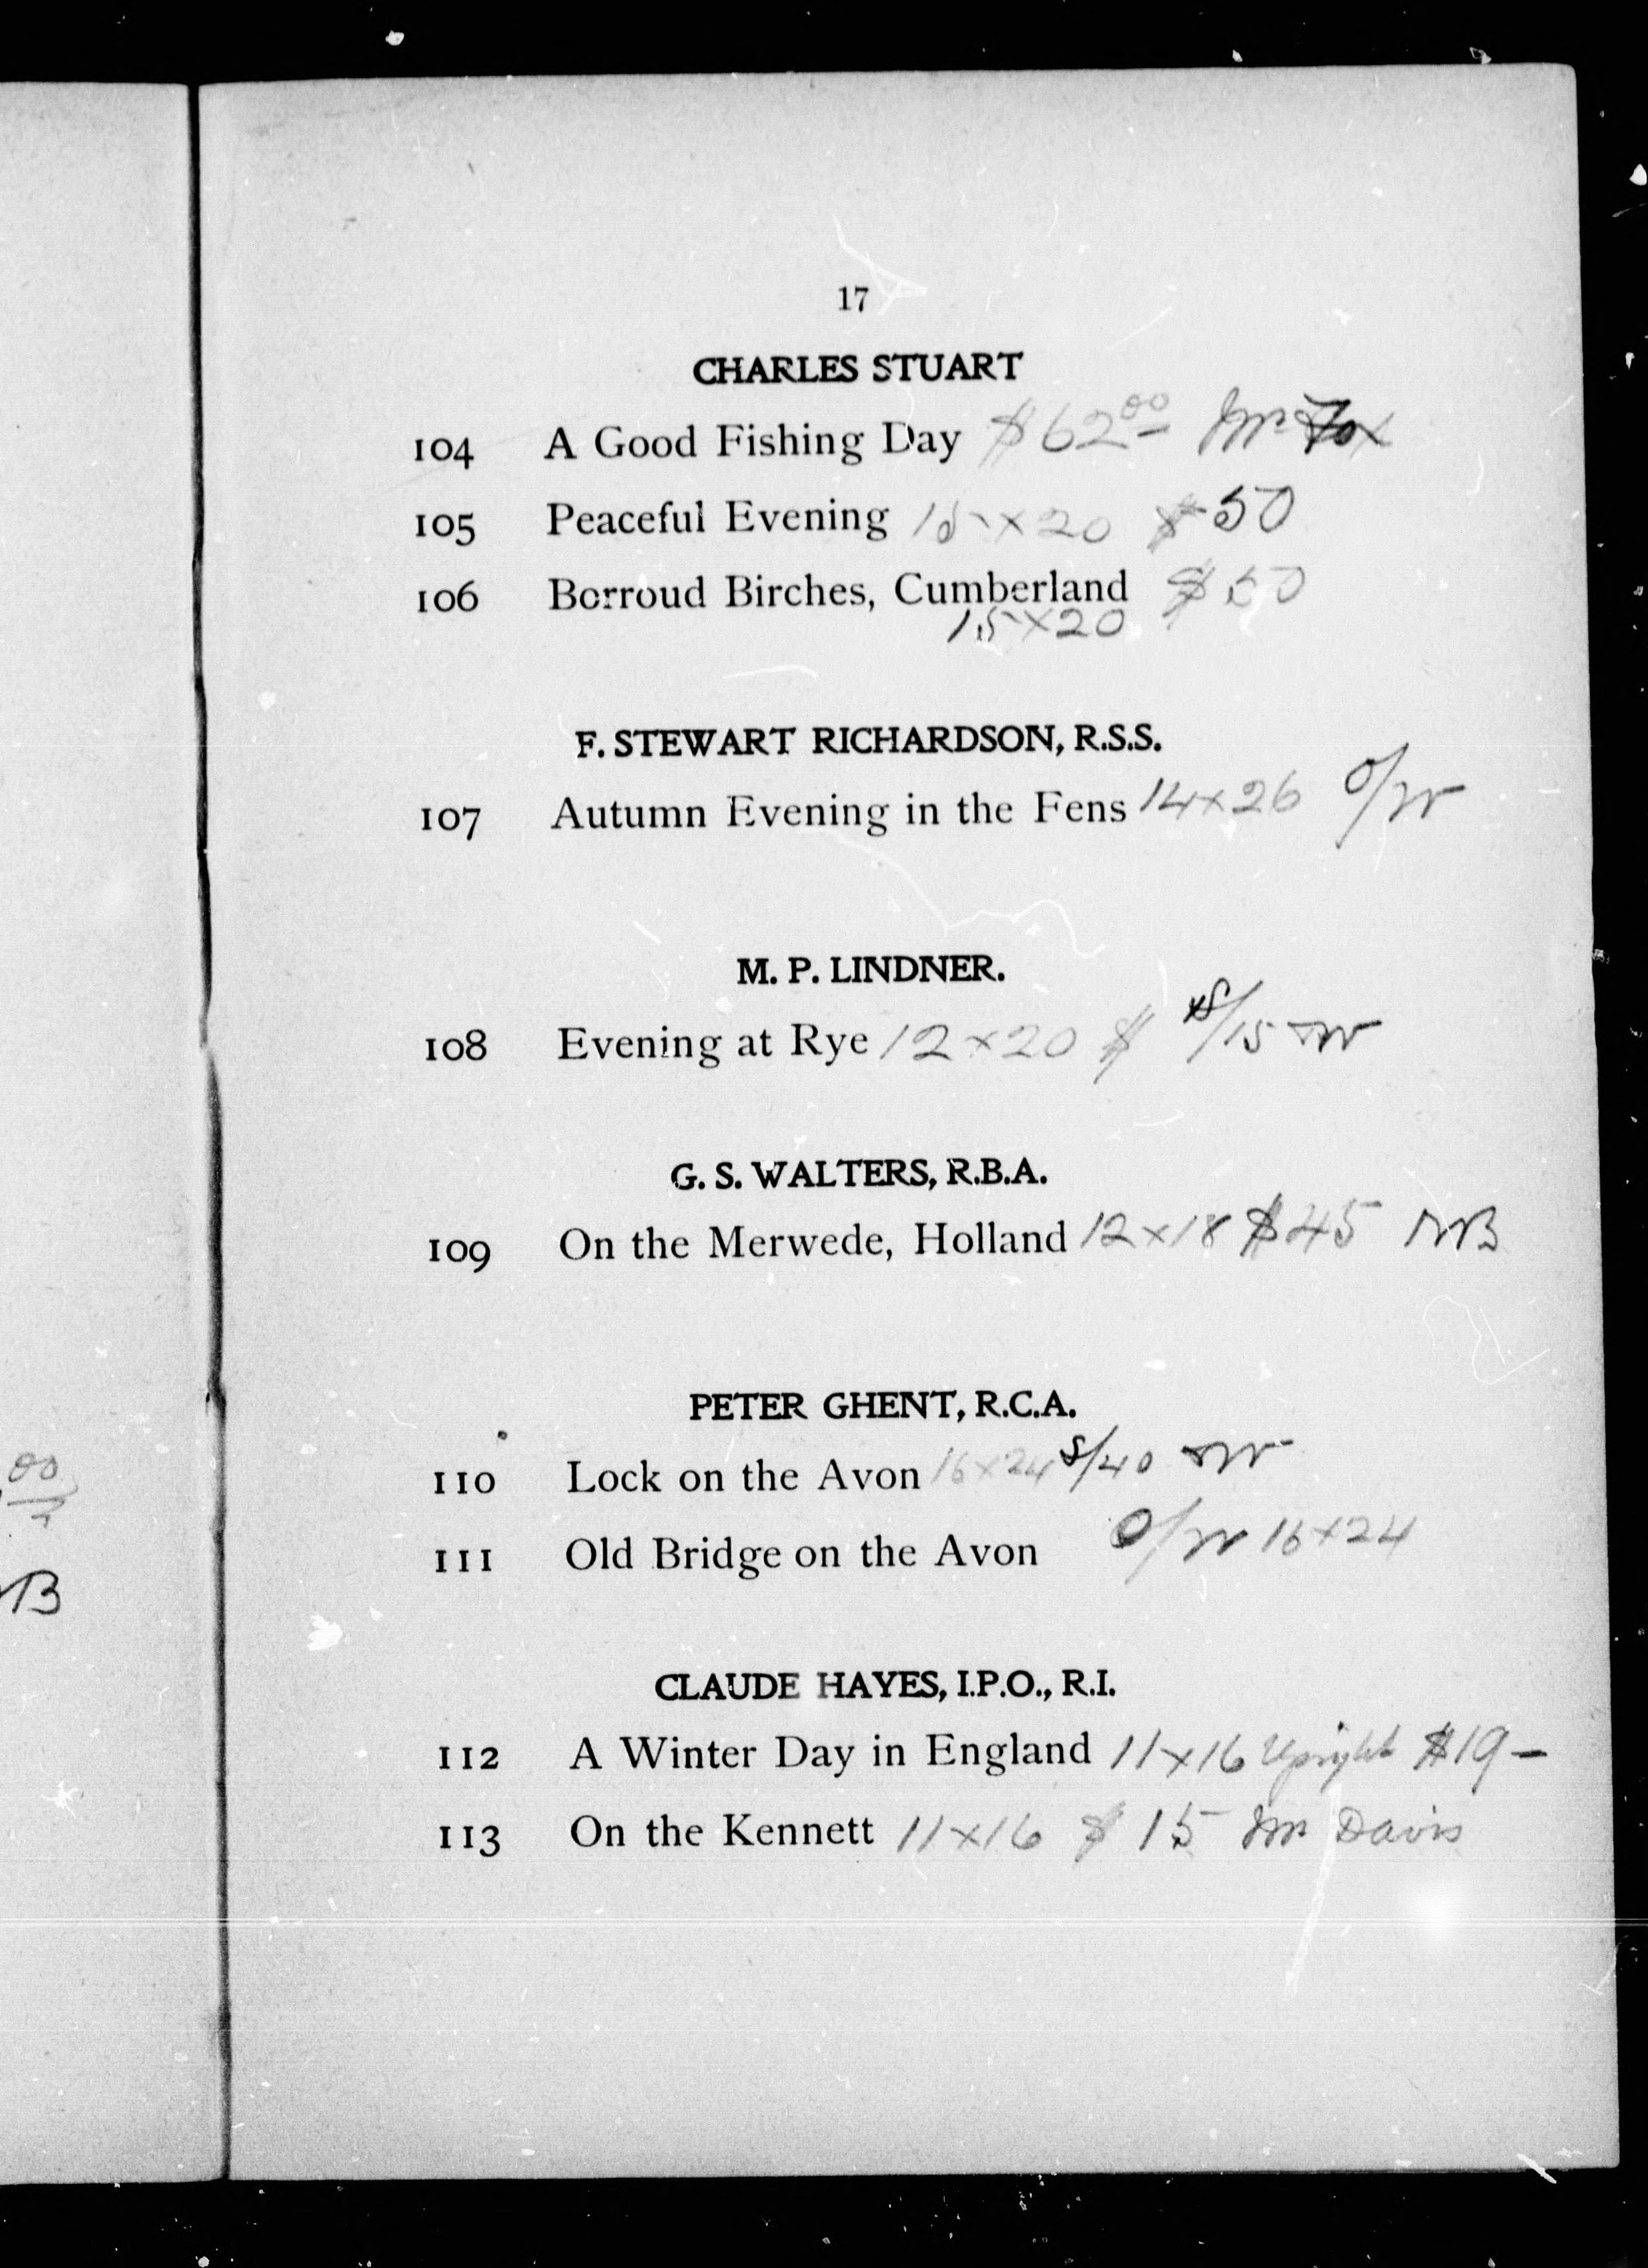 17
CHARLES STUART
104 A Good Fishing Day $62 00 Mr Fox
105 Peaceful Evening 15 x 20 $50
106 Borroud Birches, Cumberland $50
15 x 20
F. STEWART RICHARDSON, R.S.S.
107 Autumn Evening in the Fens 14 x 26 O/W
M. P. LINDNER.
108 Evening at Rye 12 x 20 $ /15
G. S. WALTERS, R.B.A.
109 On the Merwede, Holland 12 x 18 $45
PETER GHENT, R.C.A.
110 Lock on the Avon 16 x 24 S/40
111 Old Bridge on the Avon O/W 16 x 24
CLAUDE HAYES, I.P.O., R.I.
112 A Winter Day in England 11 x 16 Upright $19 –
113 On the Kennett 11 x 16 $15 Mr Davis
00
B